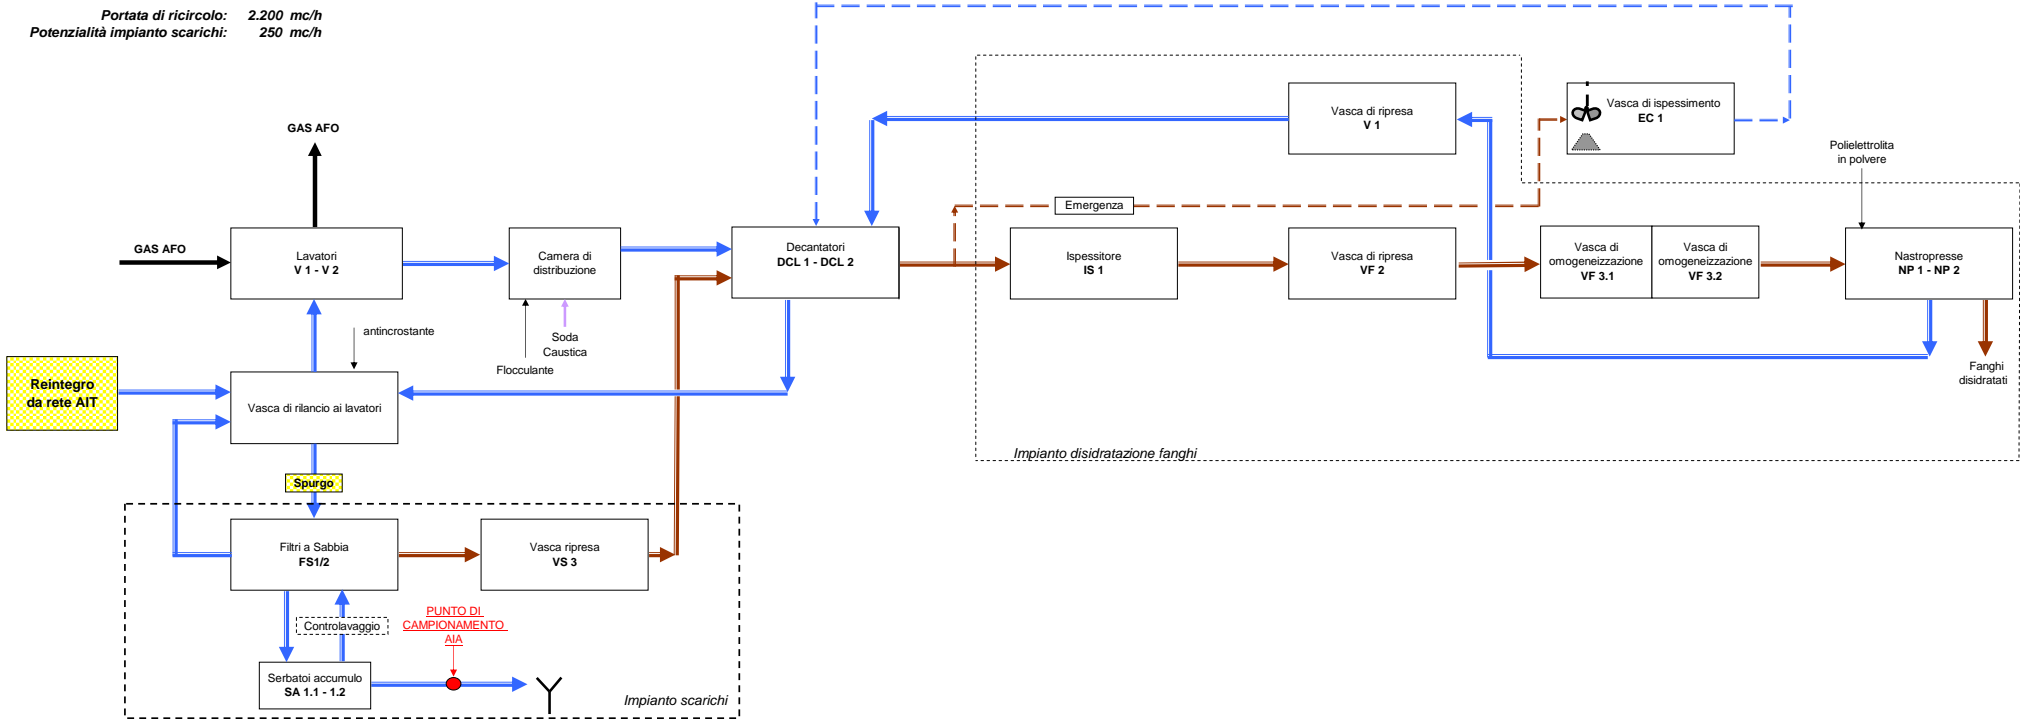 Portata di ricircolo: 2.200 mc/h
Potenzialità impianto scarichi: 250 mc/h
GAS AFO
GAS AFO
Lavatori
V 1 - V 2
Camera di
distribuzione
Decantatori
DCL 1 - DCL 2
Vasca di ripresa
V 1
Vasca di ispessimento
EC 1
Polielettrolita
in polvere
Emergenza
Ispessitore
IS 1
Vasca di ripresa
VF 2
Vasca di
omogeneizzazione
VF 3.1
Vasca di
omogeneizzazione
VF 3.2
Nastropresse
NP 1 - NP 2
antincrostante
Soda
Caustica
Flocculante
Fanghi
disidratati
Reintegro
da rete AIT
Vasca di rilancio ai lavatori
Impianto disidratazione fanghi
Spurgo
Filtri a Sabbia
FS1/2
Vasca ripresa
VS 3
Controlavaggio
PUNTO DI
CAMPIONAMENTO
AIA
Serbatoi accumulo
SA 1.1 - 1.2
Impianto scarichi